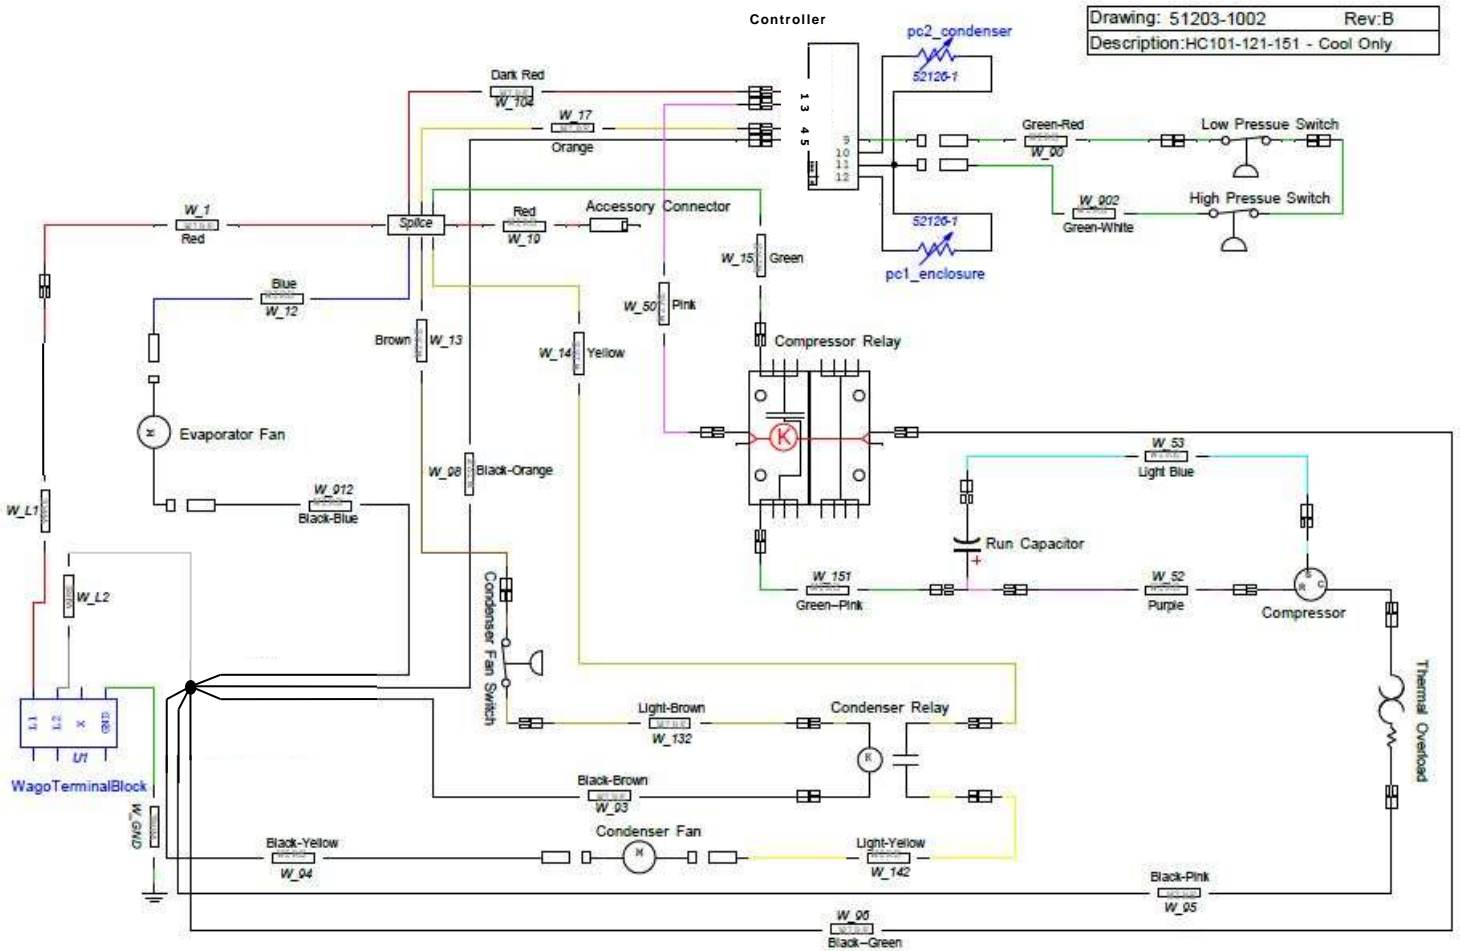 Controller
Drawing: 51203-1002 Rev:B
Description:HC101-121-151 - Cool Only
pc2_condenser
52126-1
Dark Red
W_104
W_17
Orange
1 3
4 5
9
10
11
12
Green-Red
W_90
Low Pressue Switch
W_1
Red
Splice
Red
W_19
Accessory Connector
W_902
Green-White
High Pressue Switch
52126-1
pc1_enclosure
W_15
Green
Blue
W_12
W_50
Pink
Brown
W_13
W_14
Yellow
Compressor Relay
K
M
Evaporator Fan
W_98
Black-Orange
W_53
Light Blue
W_L1
W_912
Black-Blue
Run Capacitor
+
W_L2
Condenser Fan Switch
W_151
Green-Pink
W_52
Purple
S
R
C
Compressor
Thermal Overload
L1
L2
X
GND
U1
WagoTerminalBlock
Light-Brown
W_132
Condenser Relay
K
Black-Brown
W_93
W_GND
Black-Yellow
W_94
Condenser Fan
M
Light-Yellow
W_142
Black-Pink
W_95
W_96
Black-Green